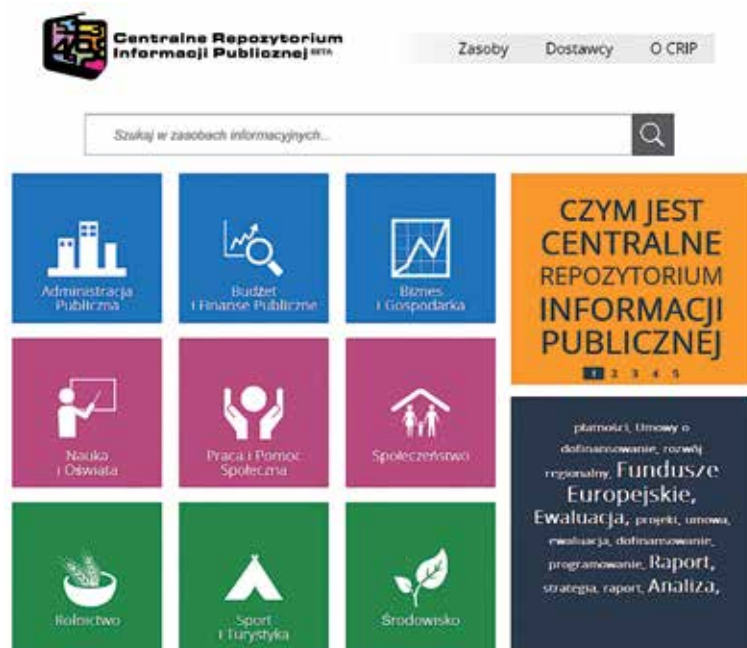 Centralne Repozytorium
Informacji Publicznej BETA
Zasoby Dostawcy O CRIP
Szukaj w zasobach informacyjnych...
Administracja
Publiczna
Budżet
i Finanse Publiczne
Biznes
i Gospodarka
CZYM JEST
CENTRALNE
REPOZYTORIUM
INFORMACJI
PUBLICZNEJ
1 2 3 4 5
Nauka
i Oświata
Praca i Pomoc
Społeczna
Społeczeństwo
płatności, Umowy o
dofinansowanie, rozwój
regionalny, Fundusze
Europejskie,
Ewaluacja, projekt, umowa,
ewaluacja, dofinansowanie,
programowanie, Raport,
strategia, raport, Analiza,
Rolnictwo
Sport
i Turystyka
Środowisko